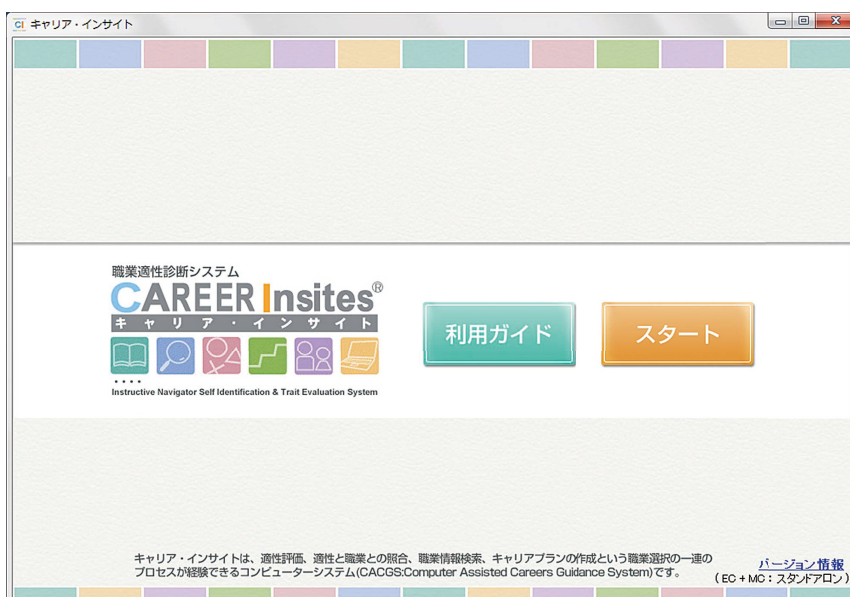 CI キャリア・インサイト
職業適性診断システム
CAREER Insites®
キャリア・インサイト
Instructive Navigator Self Identification & Trait Evaluation System
利用ガイド
スタート
キャリア・インサイトは、適性評価、適性と職業との照合、職業情報検索、キャリアプランの作成という職業選択の一連の
プロセスが経験できるコンピューターシステム(CACGS:Computer Assisted Careers Guidance System)です。
バージョン情報
(EC+MC:スタンドアロン)